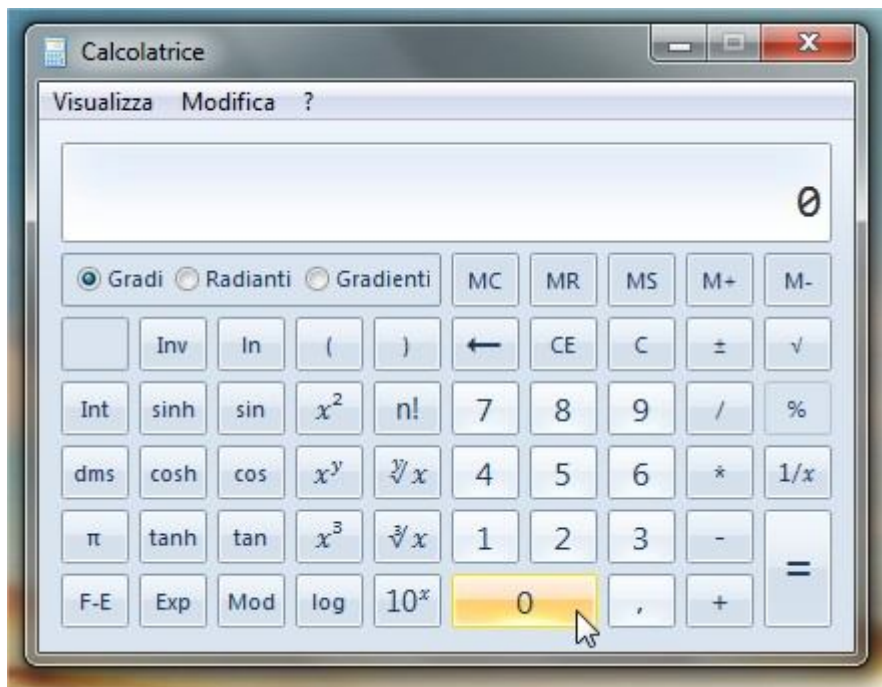 Calcolatrice
Visualizza Modifica ?
0
Gradi Radianti Gradienti MC MR MS M+ M-
Inv ln ( ) ← CE C ± √
Int sinh sin x² n! 7 8 9 / %
dms cosh cos xʸ ʸ√x 4 5 6 * 1/x
π tanh tan x³ ³√x 1 2 3 - =
F-E Exp Mod log 10ˣ 0 , +